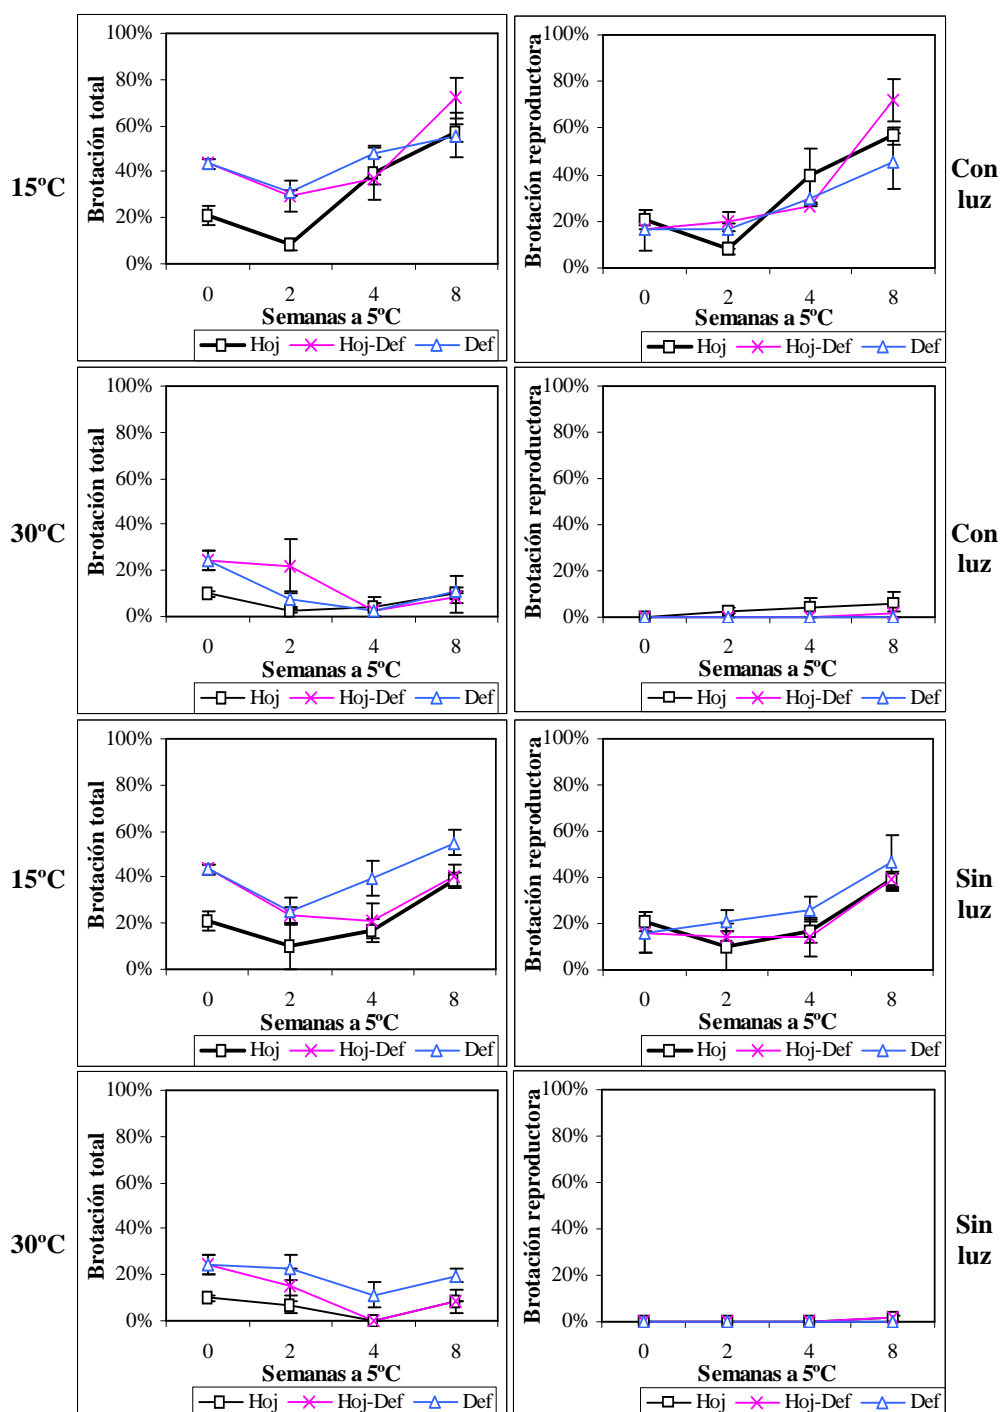 15ºC
Brotación total
100%
80%
60%
40%
20%
0%
0 2 4 8
Semanas a 5ºC
Hoj Hoj-Def Def
Brotación reproductora
100%
80%
60%
40%
20%
0%
0 2 4 8
Semanas a 5ºC
Hoj Hoj-Def Def
Con
luz
30ºC
Brotación total
100%
80%
60%
40%
20%
0%
0 2 4 8
Semanas a 5ºC
Hoj Hoj-Def Def
Brotación reproductora
100%
80%
60%
40%
20%
0%
0 2 4 8
Semanas a 5ºC
Hoj Hoj-Def Def
Con
luz
15ºC
Brotación total
100%
80%
60%
40%
20%
0%
0 2 4 8
Semanas a 5ºC
Hoj Hoj-Def Def
Brotación reproductora
100%
80%
60%
40%
20%
0%
0 2 4 8
Semanas a 5ºC
Hoj Hoj-Def Def
Sin
luz
30ºC
Brotación total
100%
80%
60%
40%
20%
0%
0 2 4 8
Semanas a 5ºC
Hoj Hoj-Def Def
Brotación reproductora
100%
80%
60%
40%
20%
0%
0 2 4 8
Semanas a 5ºC
Hoj Hoj-Def Def
Sin
luz